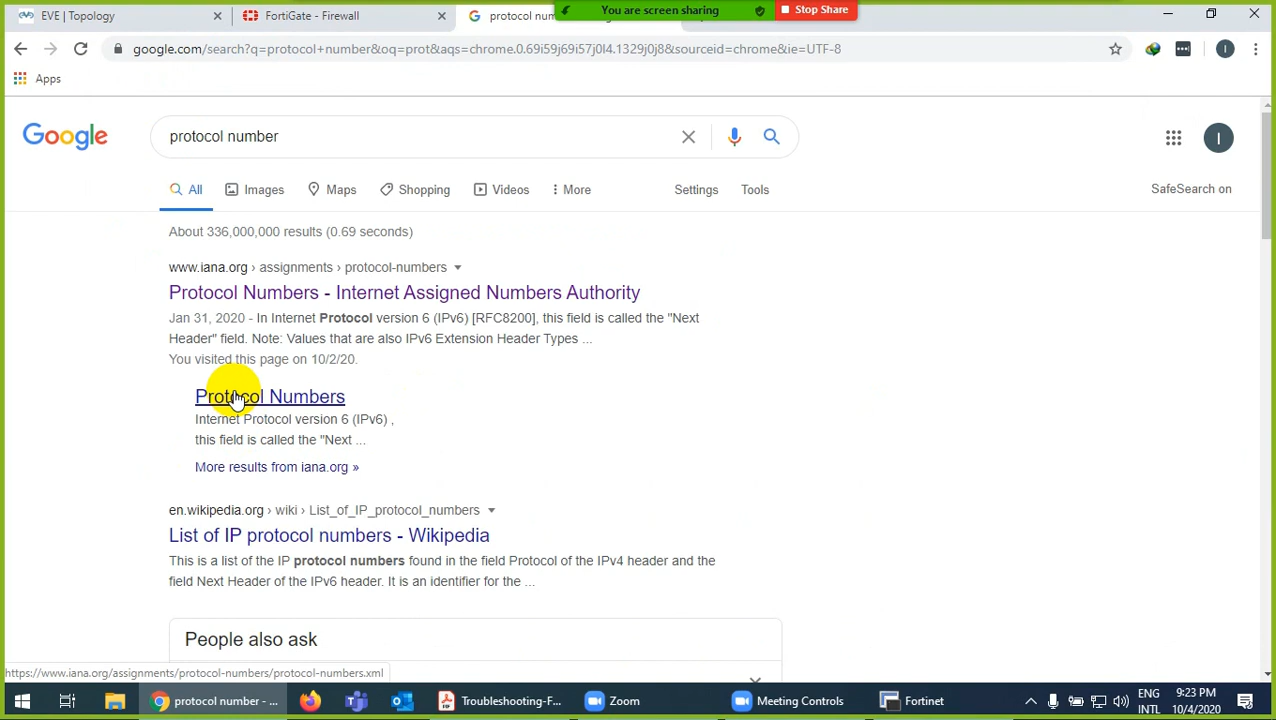 EVE | Topology
FortiGate - Firewall
protocol num
You are screen sharing
Stop Share
google.com/search?q=protocol+number&oq=prot&aqs=chrome.0.69i59j69i57j0l4.1329j0j8&sourceid=chrome&ie=UTF-8
I
Apps
Google
protocol number
I
All
Images
Maps
Shopping
Videos
More
Settings
Tools
SafeSearch on
About 336,000,000 results (0.69 seconds)
www.iana.org › assignments › protocol-numbers
Protocol Numbers - Internet Assigned Numbers Authority
Jan 31, 2020 - In Internet Protocol version 6 (IPv6) [RFC8200], this field is called the "Next
Header" field. Note: Values that are also IPv6 Extension Header Types ...
You visited this page on 10/2/20.
Protocol Numbers
Internet Protocol version 6 (IPv6) ,
this field is called the "Next ...
More results from iana.org »
en.wikipedia.org › wiki › List_of_IP_protocol_numbers
List of IP protocol numbers - Wikipedia
This is a list of the IP protocol numbers found in the field Protocol of the IPv4 header and the
field Next Header of the IPv6 header. It is an identifier for the ...
People also ask
https://www.iana.org/assignments/protocol-numbers/protocol-numbers.xml
protocol number - ...
Troubleshooting-F...
Zoom
Meeting Controls
Fortinet
ENG
INTL
9:23 PM
10/4/2020